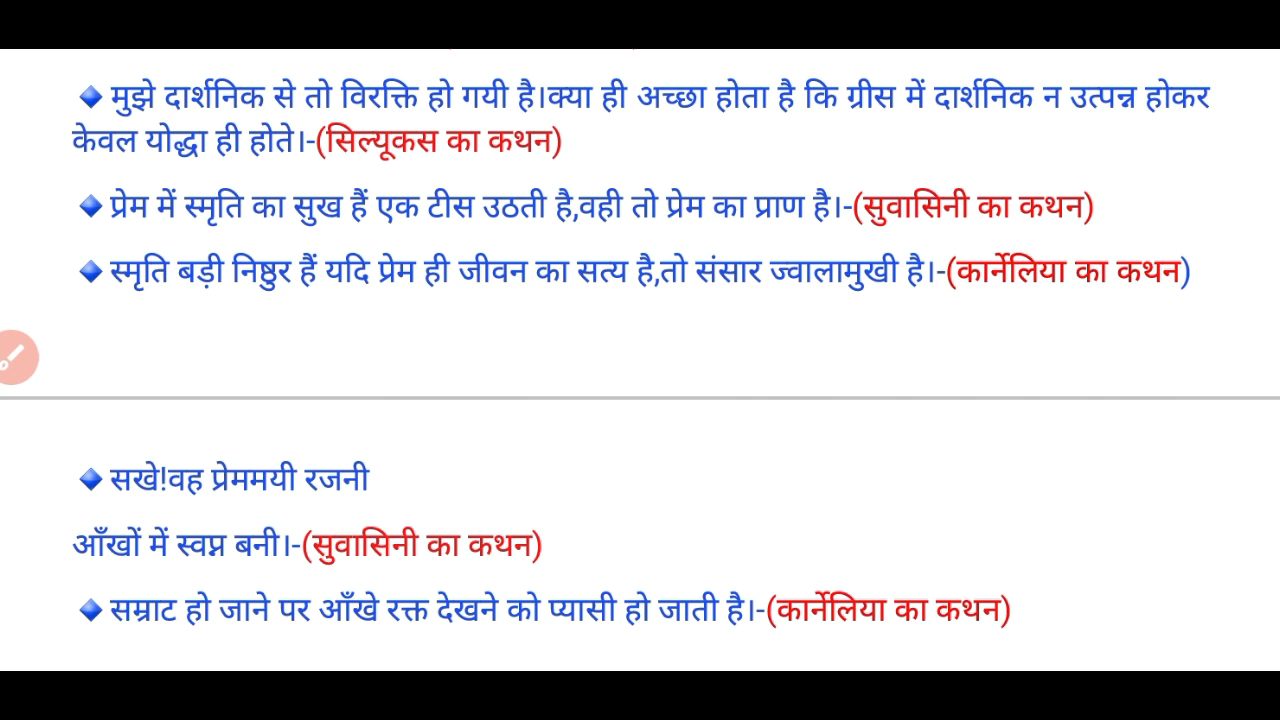 🔹मुझे दार्शनिक से तो विरक्ति हो गयी है।क्या ही अच्छा होता है कि ग्रीस में दार्शनिक न उत्पन्न होकर
केवल योद्धा ही होते।-(सिल्यूकस का कथन)
🔹प्रेम में स्मृति का सुख हैं एक टीस उठती है,वही तो प्रेम का प्राण है।-(सुवासिनी का कथन)
🔹स्मृति बड़ी निष्ठुर हैं यदि प्रेम ही जीवन का सत्य है,तो संसार ज्वालामुखी है।-(कार्नेलिया का कथन)
🔹सखे!वह प्रेममयी रजनी
आँखों में स्वप्न बनी।-(सुवासिनी का कथन)
🔹सम्राट हो जाने पर आँखे रक्त देखने को प्यासी हो जाती है।-(कार्नेलिया का कथन)